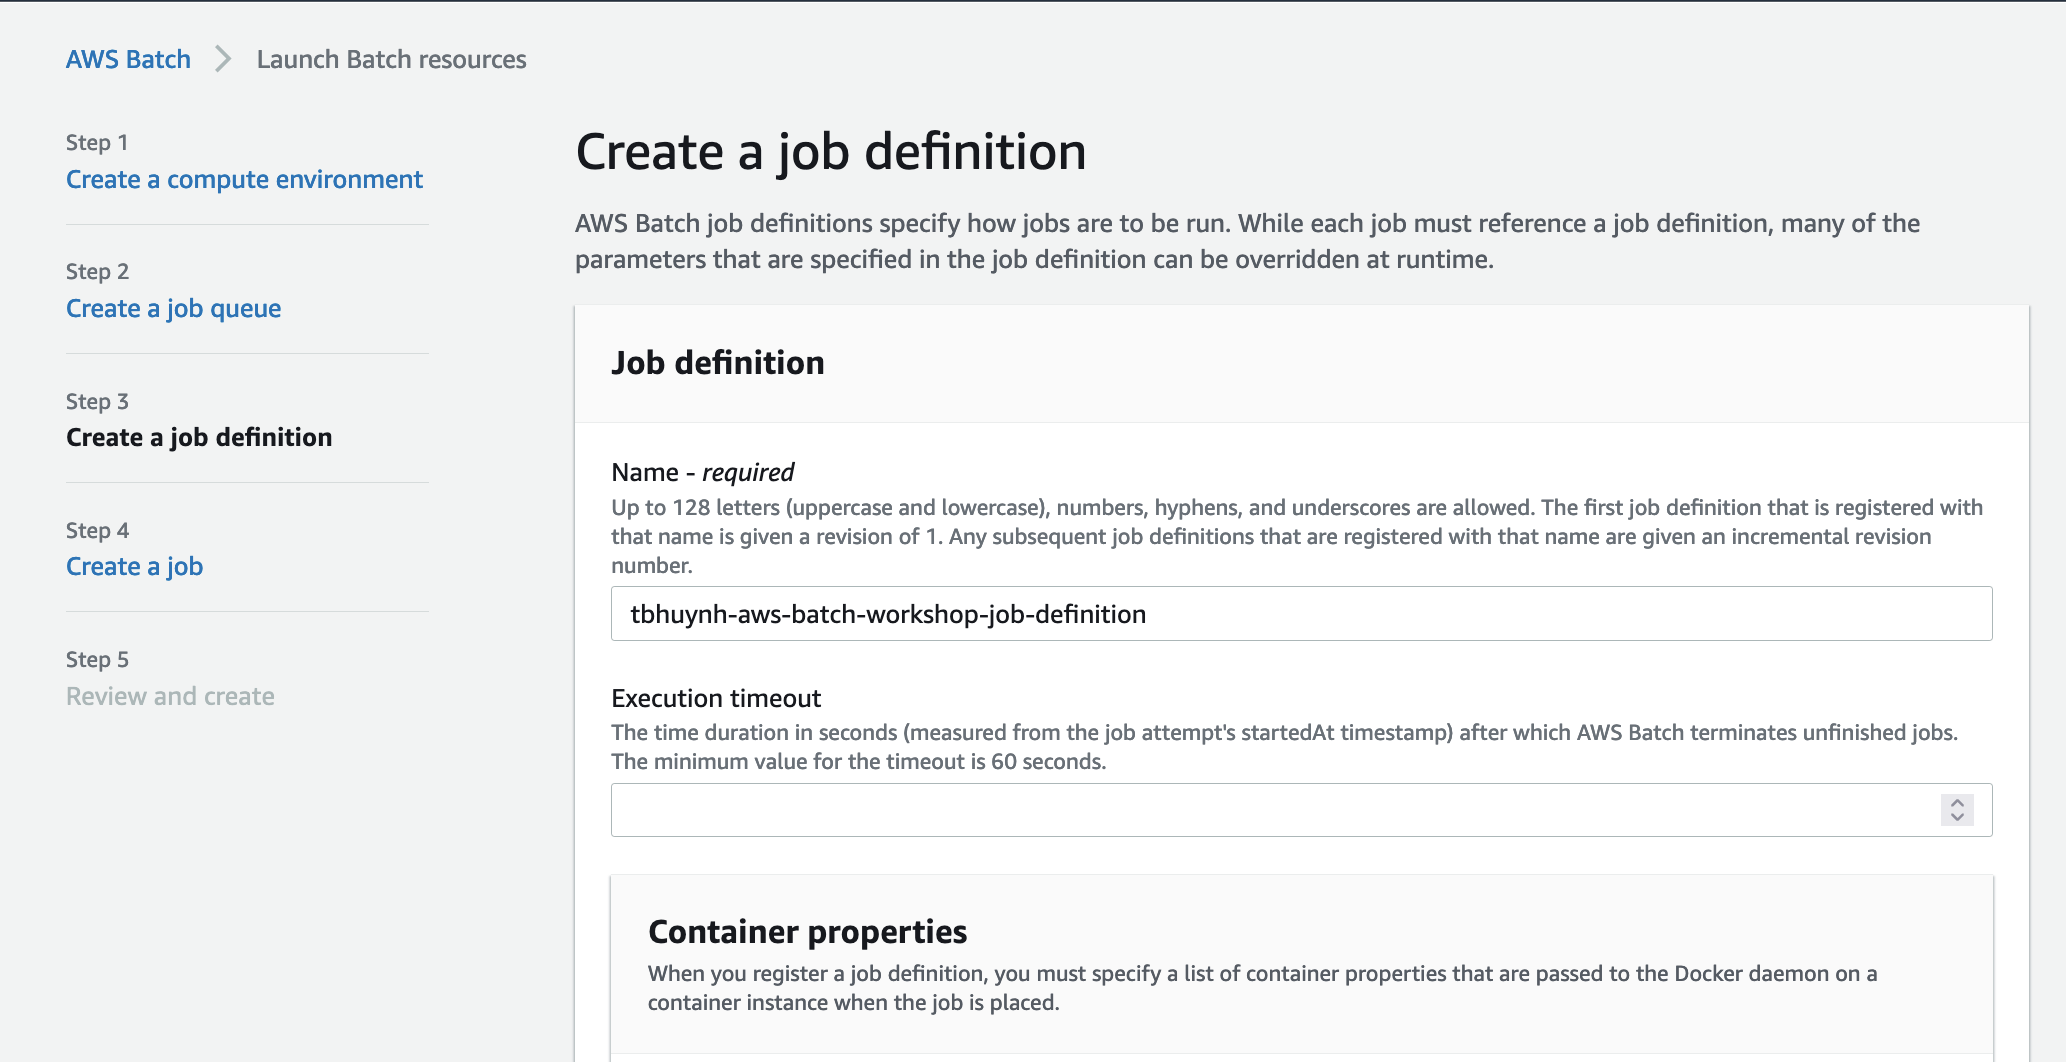 AWS Batch > Launch Batch resources
Step 1
Create a compute environment
Step 2
Create a job queue
Step 3
Create a job definition
Step 4
Create a job
Step 5
Review and create
Create a job definition
AWS Batch job definitions specify how jobs are to be run. While each job must reference a job definition, many of the
parameters that are specified in the job definition can be overridden at runtime.
Job definition
Name - required
Up to 128 letters (uppercase and lowercase), numbers, hyphens, and underscores are allowed. The first job definition that is registered with
that name is given a revision of 1. Any subsequent job definitions that are registered with that name are given an incremental revision
number.
tbhuynh-aws-batch-workshop-job-definition
Execution timeout
The time duration in seconds (measured from the job attempt's startedAt timestamp) after which AWS Batch terminates unfinished jobs.
The minimum value for the timeout is 60 seconds.
Container properties
When you register a job definition, you must specify a list of container properties that are passed to the Docker daemon on a
container instance when the job is placed.